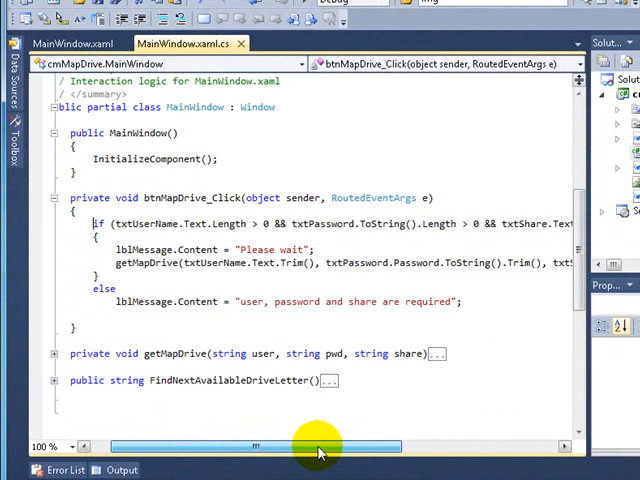 Debug
img
MainWindow.xaml
MainWindow.xaml.cs
Solut...
Data Sources
Toolbox
cmMapDrive.MainWindow
btnMapDrive_Click(object sender, RoutedEventArgs e)
Solut
/ Interaction logic for MainWindow.xaml
/ </summary>
blic partial class MainWindow : Window
public MainWindow()
{
InitializeComponent();
}
private void btnMapDrive_Click(object sender, RoutedEventArgs e)
{
if (txtUserName.Text.Length > 0 && txtPassword.ToString().Length > 0 && txtShare.Text
{
lblMessage.Content = "Please wait";
getMapDrive(txtUserName.Text.Trim(), txtPassword.Password.ToString().Trim(), txtS
}
else
lblMessage.Content = "user, password and share are required";
}
private void getMapDrive(string user, string pwd, string share)...
public string FindNextAvailableDriveLetter()...
Prop...
100 %
Error List
Output